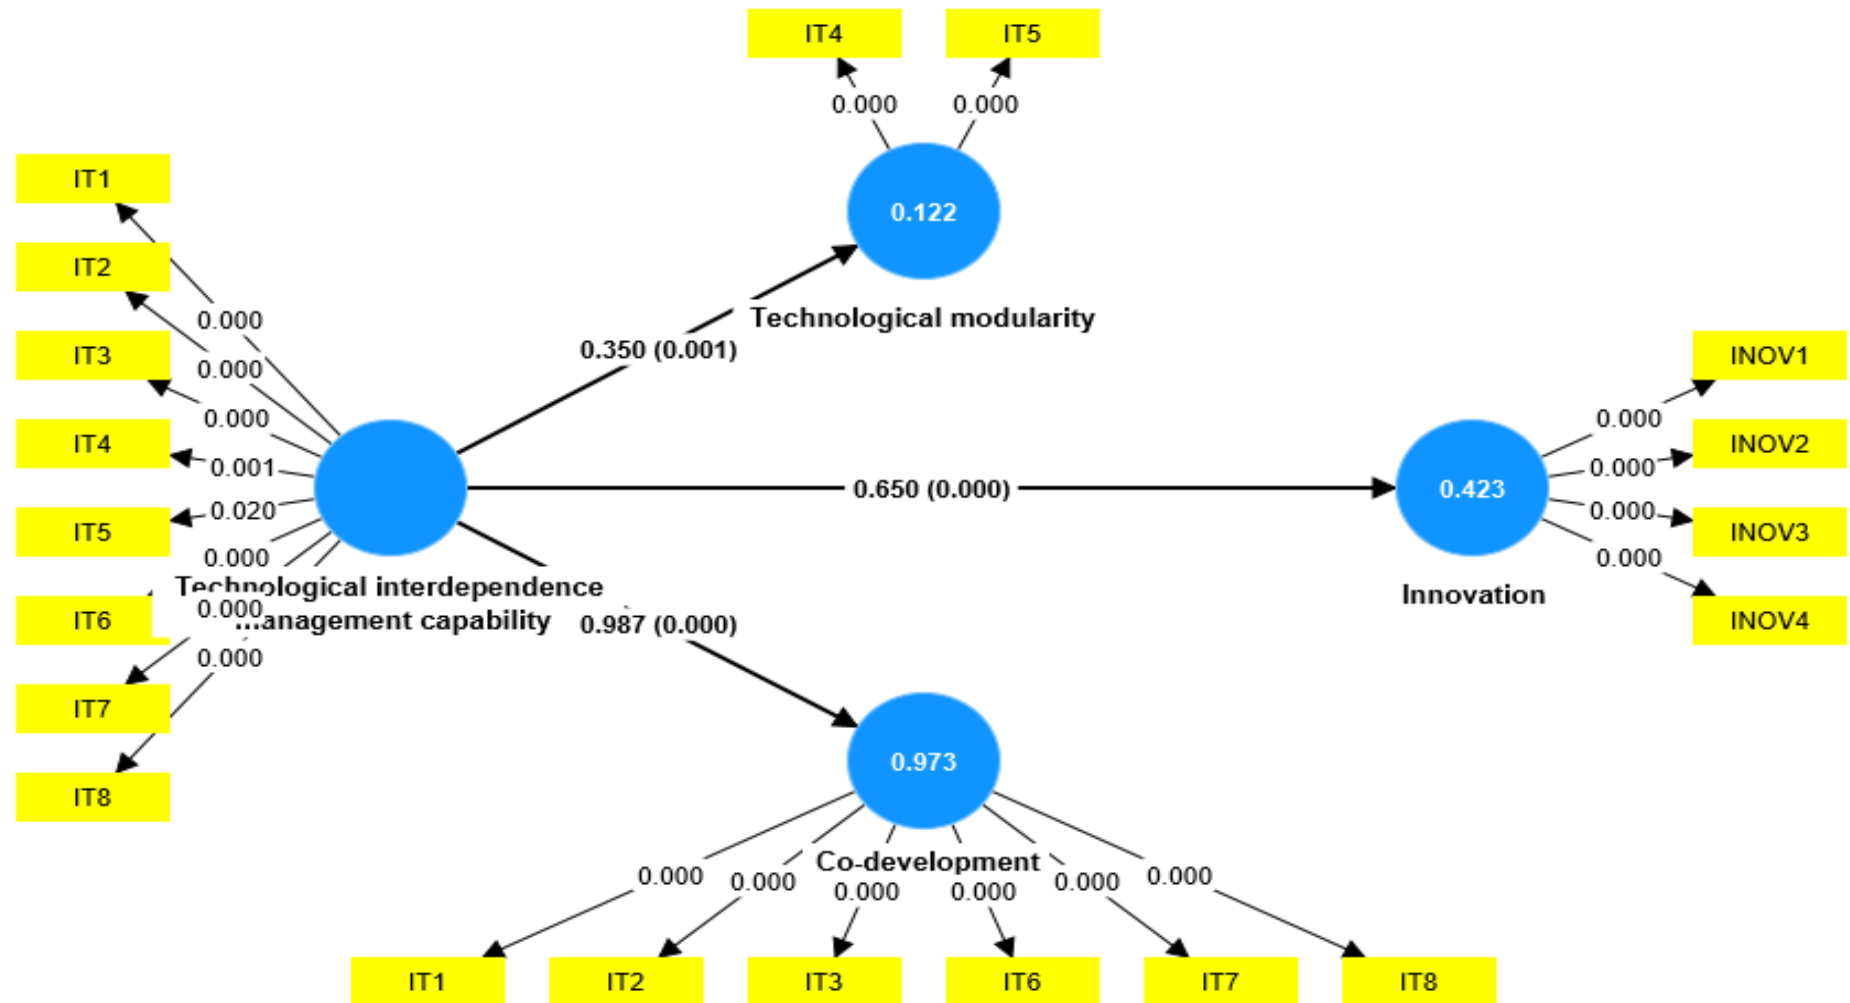 IT4
IT5
0.000
0.000
IT1
0.122
IT2
0.000
Technological modularity
IT3
0.000
0.350 (0.001)
INOV1
0.000
0.000
IT4
0.001
INOV2
0.650 (0.000)
0.423
0.000
IT5
0.020
0.000
INOV3
0.000
0.000
Technological interdependence
...anagement capability
Innovation
IT6
0.000
0.987 (0.000)
INOV4
0.000
IT7
0.973
IT8
Co-development
0.000
0.000
0.000
0.000
0.000
0.000
IT1
IT2
IT3
IT6
IT7
IT8